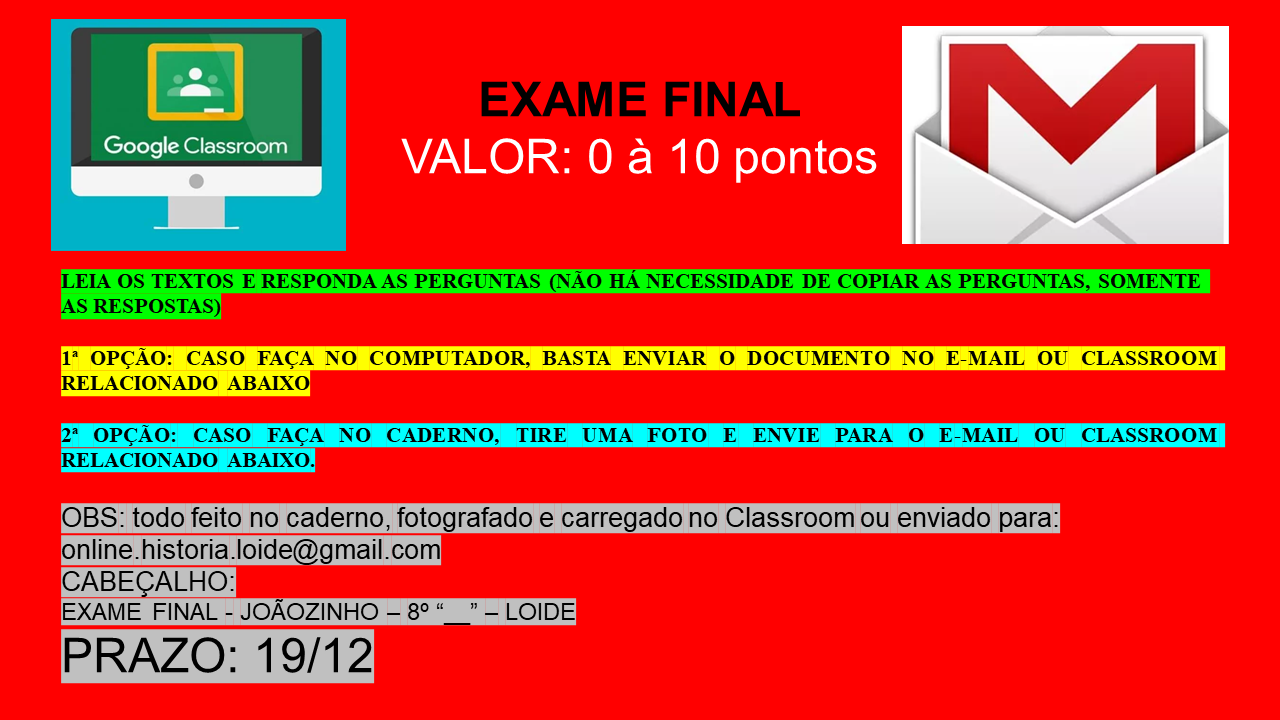 Google Classroom
EXAME FINAL
VALOR: 0 à 10 pontos
LEIA OS TEXTOS E RESPONDA AS PERGUNTAS (NÃO HÁ NECESSIDADE DE COPIAR AS PERGUNTAS, SOMENTE
AS RESPOSTAS)
1ª OPÇÃO: CASO FAÇA NO COMPUTADOR, BASTA ENVIAR O DOCUMENTO NO E-MAIL OU CLASSROOM
RELACIONADO ABAIXO
2ª OPÇÃO: CASO FAÇA NO CADERNO, TIRE UMA FOTO E ENVIE PARA O E-MAIL OU CLASSROOM
RELACIONADO ABAIXO.
OBS: todo feito no caderno, fotografado e carregado no Classroom ou enviado para:
online.historia.loide@gmail.com
CABEÇALHO:
EXAME FINAL - JOÃOZINHO – 8º “__” – LOIDE
PRAZO: 19/12